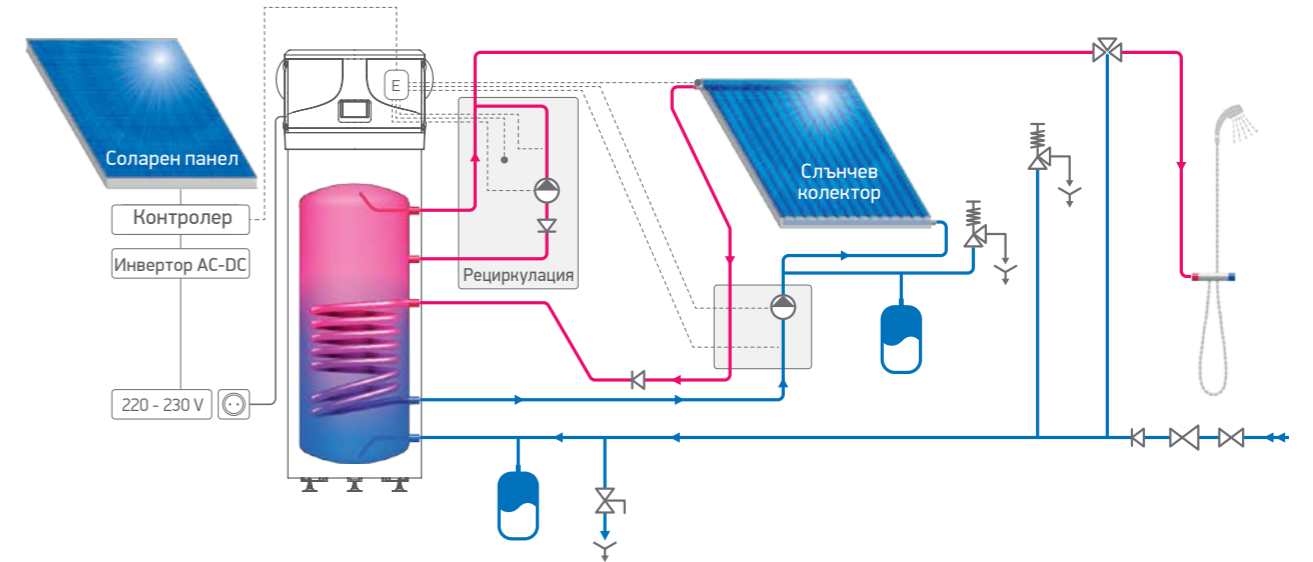 Соларен панел
Контролер
Инвертор AC-DC
220 - 230 V
E
Рециркулация
Слънчев
колектор